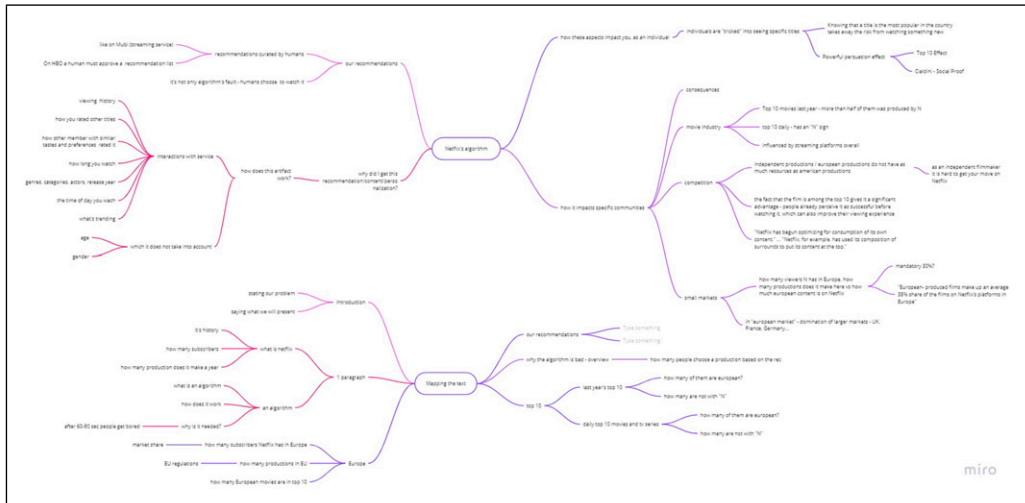 like on Mubi (streaming service)
On HBO a human must approve a recommendation list
recommendations curated by humans
it's not only algorithm's fault - humans choose to watch it
our recommendations
viewing history
how you rated other titles
how other member with similar
tastes and preferences rated it
how long you watch
genres, categories, actors, release year
the time of day you wach
what's trending
interactions with service
age
gender
which it does not take into account
how does this artifact
work?
why did I get this
recommendation/content/perso
nalization?
Netflix's algorithm
how these aspects impact you, as an individual
individuals are "tricked" into seeing specific titles
Knowing that a title is the most popular in the country
takes away the risk from watching something new
Powerful persuation effect
Top 10 Effect
Cialdini - Social Proof
how it impacts specific communities
consequences
movie industry
Top 10 movies last year - more than half of them was produced by N
top 10 daily - has an "N" sign
influenced by streaming platforms overall
competition
independent productions / european productions do not have as
much resources as american productions
as an independent filmmaker
it is hard to get your move on
Netflix
the fact that the film is among the top 10 gives it a significant
advantage - people already perceive it as successful before
watching it, which can also improve their viewing experience
"Netflix has begun optimizing for consumption of its own
content." ... "Netflix, for example, has used its composition of
surrounds to put its content at the top."
small markets
how many viewers N has in Europe, how
many productions does it make here vs how
much european content is on Netflix
mandatory 30%?
"European- produced films make up an average
38% share of the films on Netflix's platforms in
Europe"
in "european market" - domination of larger markets - UK,
France, Germany...
stating our problem
saying what we will present
introduction
it's history
how many subscribers
how many production does it make a year
what is netflix
what is an algorithm
how does it work
after 60-90 sec people get bored
why is it needed?
an algorithm
1 paragraph
market share
how many subscribers Netflix has in Europe
EU regulations
how many productions in EU
how many European movies are in top 10
Europe
Mapping the text
our recommendations
Type something
Type something
why the algorithm is bad - overview
how many people choose a production based on the rec
top 10
last year's top 10
how many of them are european?
how many are not with "N"
daily top 10 movies and tv series
how many of them are european?
how many are not with "N"
miro